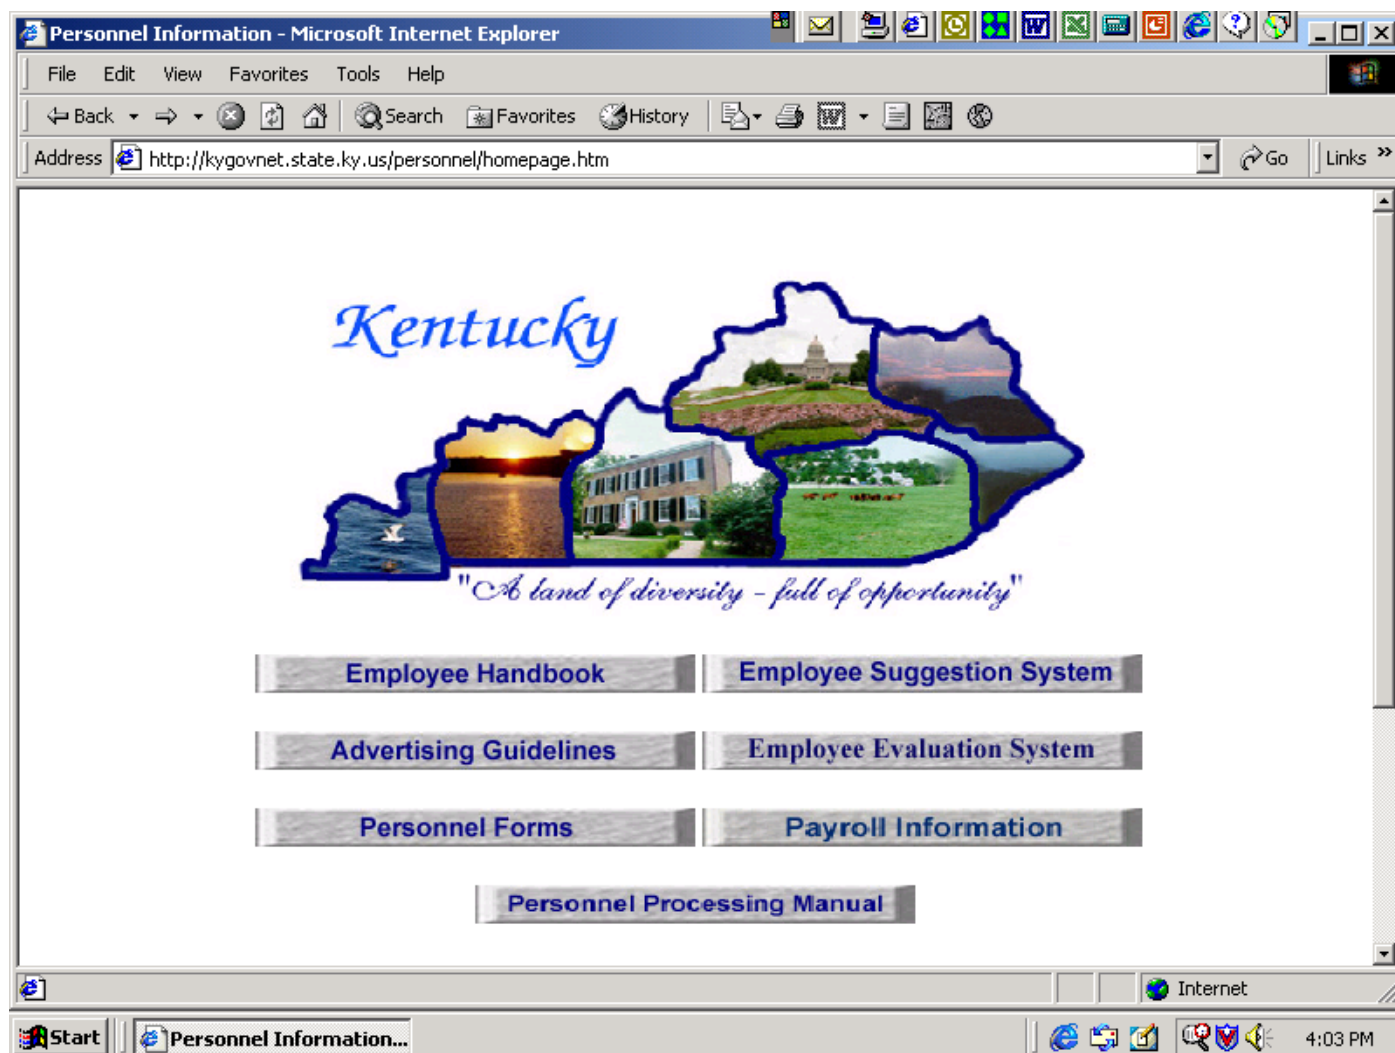 Personnel Information - Microsoft Internet Explorer
File Edit View Favorites Tools Help
Back Search Favorites History
Address http://kygovnet.state.ky.us/personnel/homepage.htm Go Links »
Kentucky
"A land of diversity - full of opportunity"
Employee Handbook Employee Suggestion System
Advertising Guidelines Employee Evaluation System
Personnel Forms Payroll Information
Personnel Processing Manual
Internet
Start Personnel Information... 4:03 PM